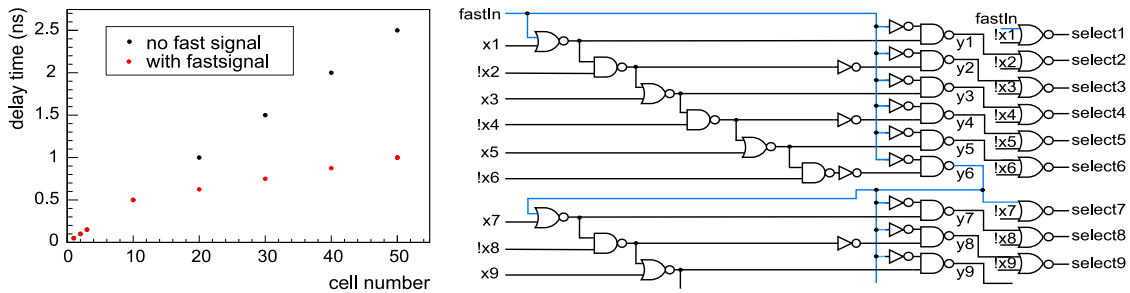 delay time (ns)
2.5
2
1.5
1
0.5
0
no fast signal
with fastsignal
0 10 20 30 40 50
cell number
fastIn
x1
!x2
x3
!x4
x5
!x6
x7
!x8
x9
y1
y2
y3
y4
y5
y6
y7
y8
y9
fastIn
!x1
!x2
!x3
!x4
!x5
!x6
!x7
!x8
!x9
select1
select2
select3
select4
select5
select6
select7
select8
select9